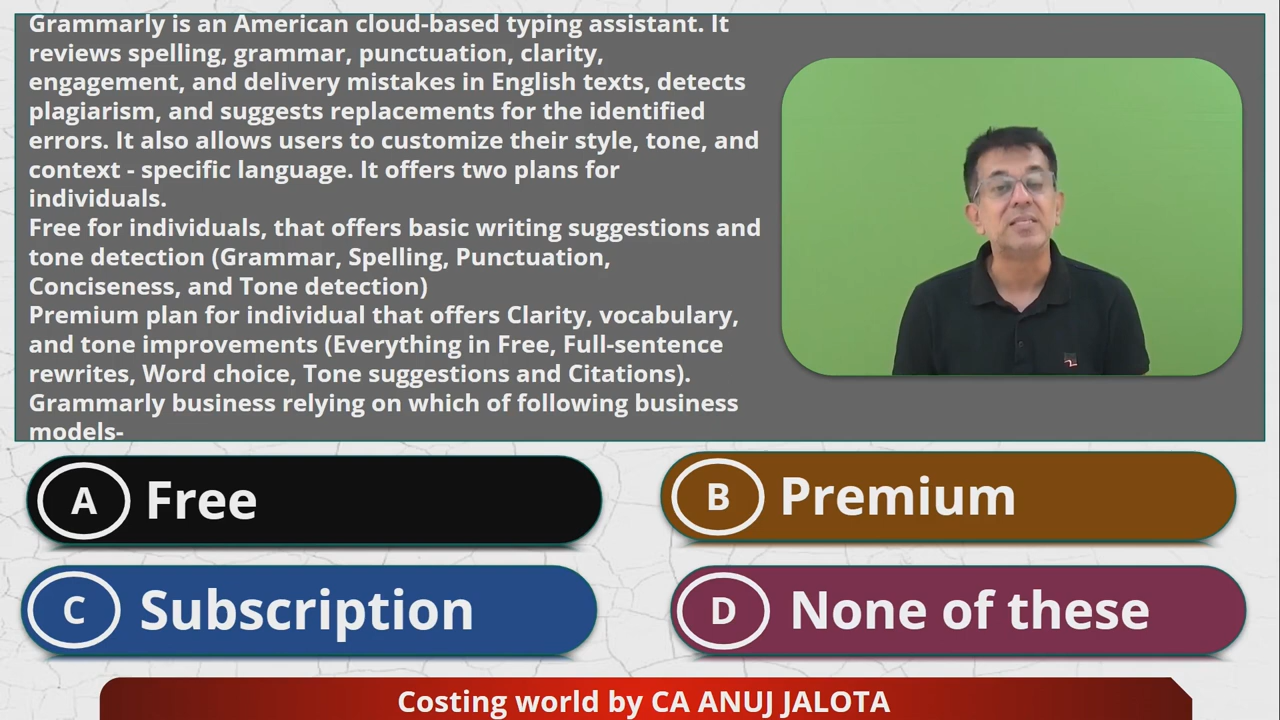 Grammarly is an American cloud-based typing assistant. It
reviews spelling, grammar, punctuation, clarity,
engagement, and delivery mistakes in English texts, detects
plagiarism, and suggests replacements for the identified
errors. It also allows users to customize their style, tone, and
context - specific language. It offers two plans for
individuals.
Free for individuals, that offers basic writing suggestions and
tone detection (Grammar, Spelling, Punctuation,
Conciseness, and Tone detection)
Premium plan for individual that offers Clarity, vocabulary,
and tone improvements (Everything in Free, Full-sentence
rewrites, Word choice, Tone suggestions and Citations).
Grammarly business relying on which of following business
models-
A Free
B Premium
C Subscription
D None of these
Costing world by CA ANUJ JALOTA